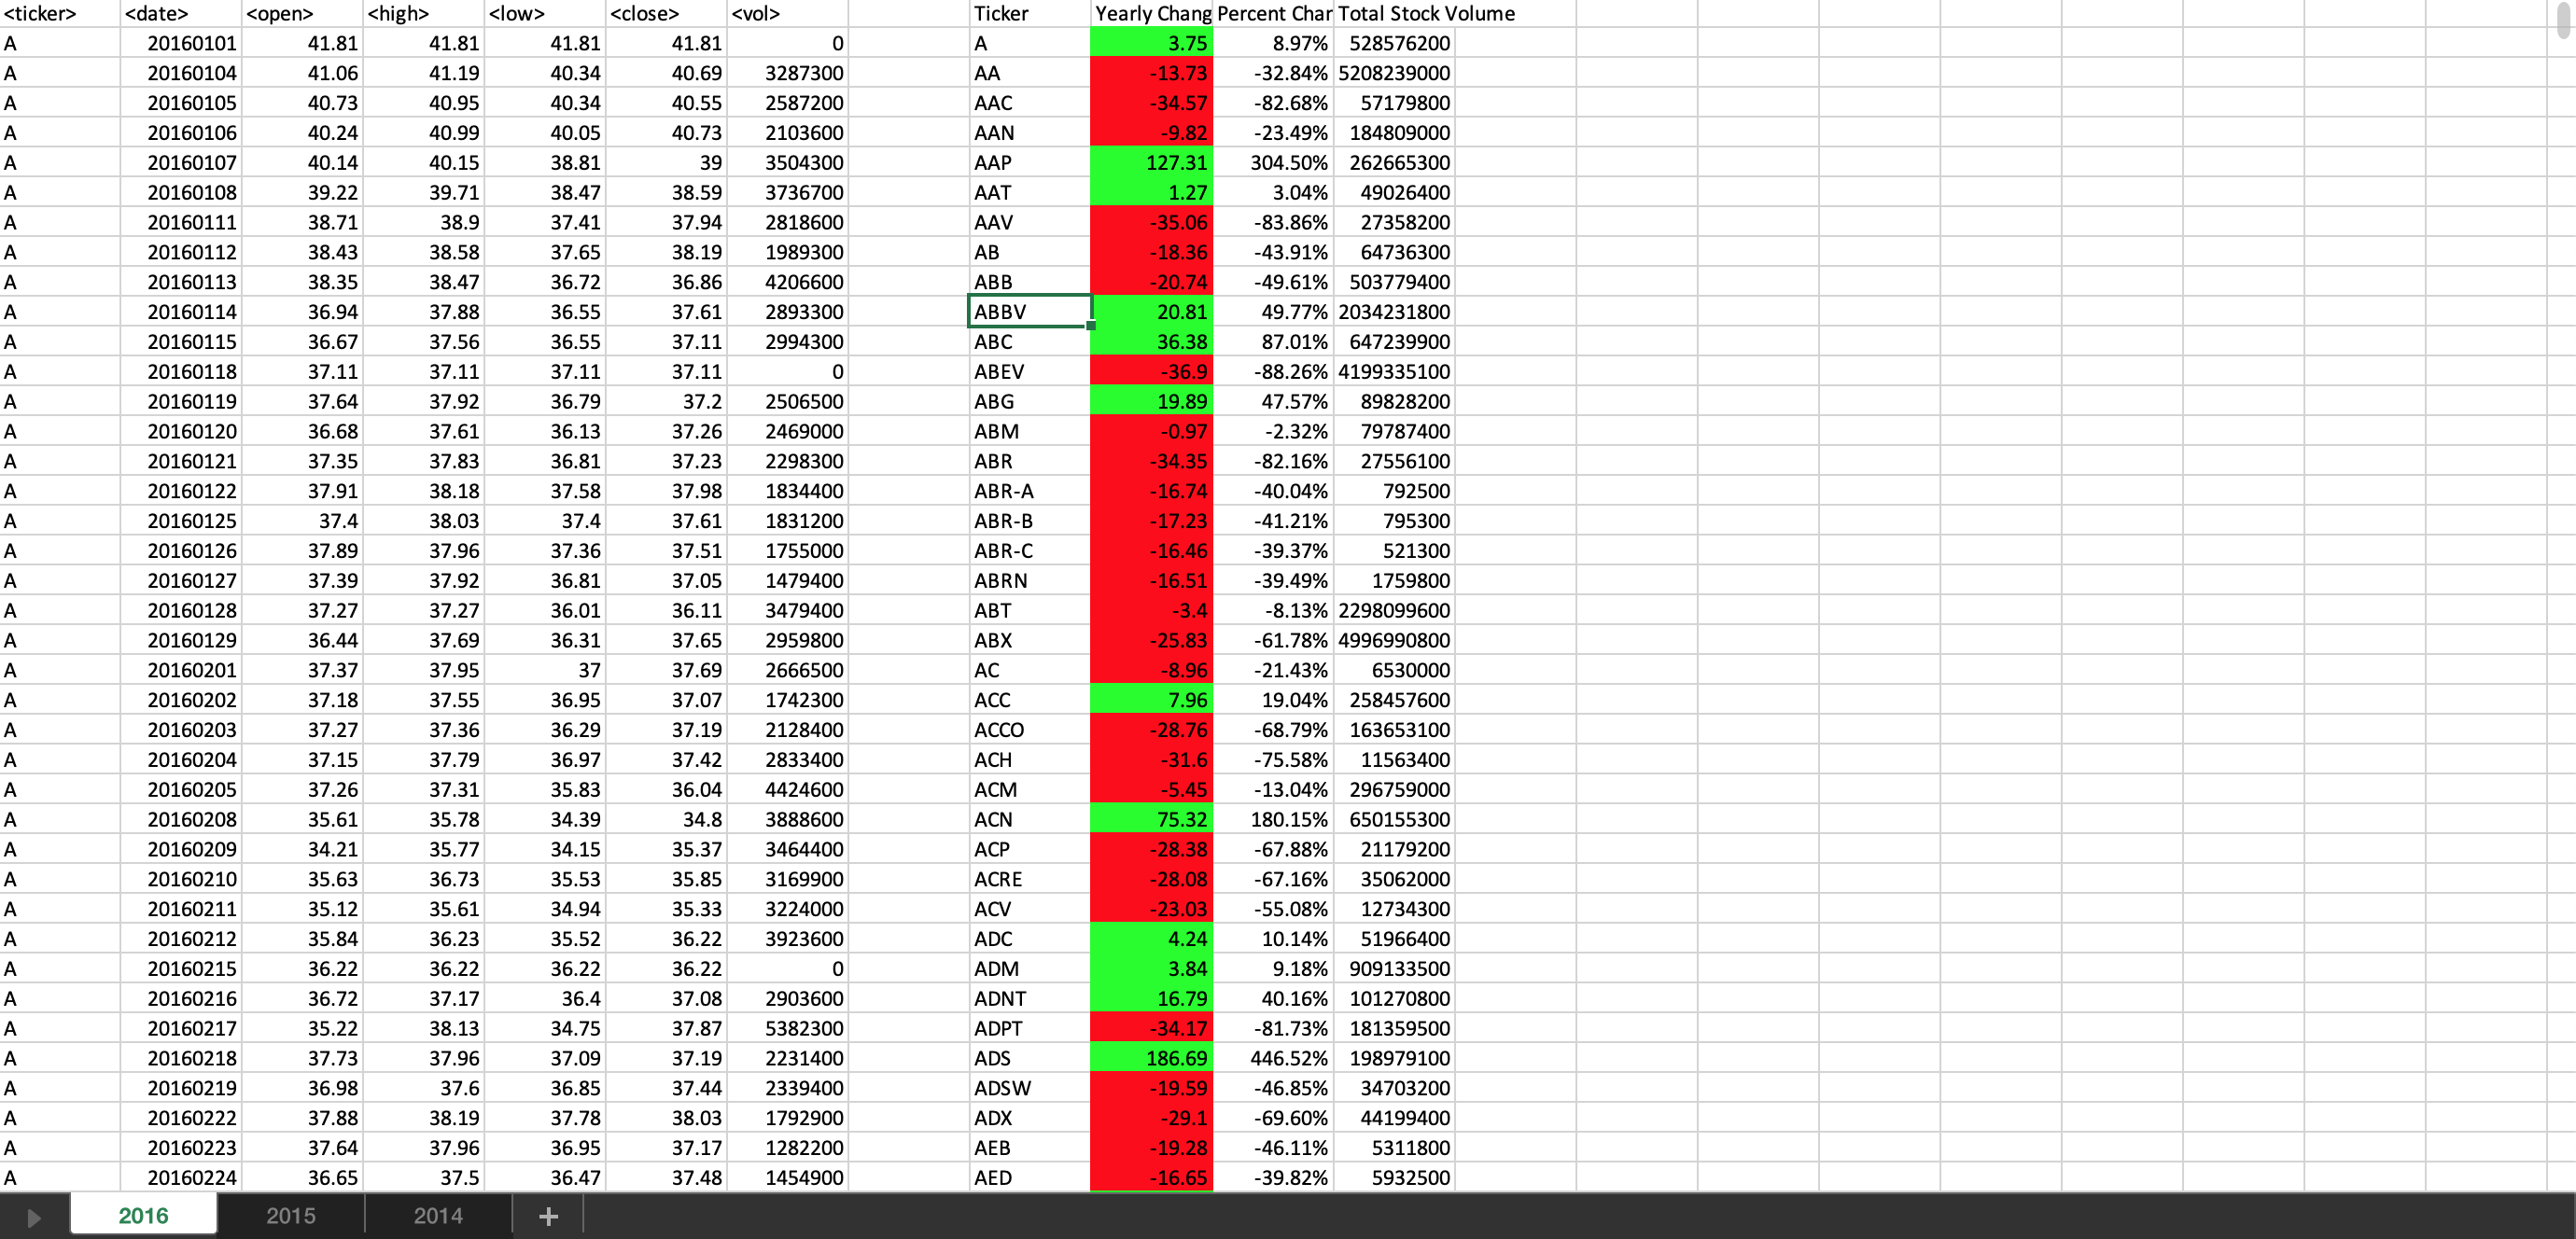 <ticker> <date> <open> <high> <low> <close> <vol> Ticker Yearly Chang Percent Char Total Stock Volume
A 20160101 41.81 41.81 41.81 41.81 0 A 3.75 8.97% 528576200
A 20160104 41.06 41.19 40.34 40.69 3287300 AA -13.73 -32.84% 5208239000
A 20160105 40.73 40.95 40.34 40.55 2587200 AAC -34.57 -82.68% 57179800
A 20160106 40.24 40.99 40.05 40.73 2103600 AAN -9.82 -23.49% 184809000
A 20160107 40.14 40.15 38.81 39 3504300 AAP 127.31 304.50% 262665300
A 20160108 39.22 39.71 38.47 38.59 3736700 AAT 1.27 3.04% 49026400
A 20160111 38.71 38.9 37.41 37.94 2818600 AAV -35.06 -83.86% 27358200
A 20160112 38.43 38.58 37.65 38.19 1989300 AB -18.36 -43.91% 64736300
A 20160113 38.35 38.47 36.72 36.86 4206600 ABB -20.74 -49.61% 503779400
A 20160114 36.94 37.88 36.55 37.61 2893300 ABBV 20.81 49.77% 2034231800
A 20160115 36.67 37.56 36.55 37.11 2994300 ABC 36.38 87.01% 647239900
A 20160118 37.11 37.11 37.11 37.11 0 ABEV -36.9 -88.26% 4199335100
A 20160119 37.64 37.92 36.79 37.2 2506500 ABG 19.89 47.57% 89828200
A 20160120 36.68 37.61 36.13 37.26 2469000 ABM -0.97 -2.32% 79787400
A 20160121 37.35 37.83 36.81 37.23 2298300 ABR -34.35 -82.16% 27556100
A 20160122 37.91 38.18 37.58 37.98 1834400 ABR-A -16.74 -40.04% 792500
A 20160125 37.4 38.03 37.4 37.61 1831200 ABR-B -17.23 -41.21% 795300
A 20160126 37.89 37.96 37.36 37.51 1755000 ABR-C -16.46 -39.37% 521300
A 20160127 37.39 37.92 36.81 37.05 1479400 ABRN -16.51 -39.49% 1759800
A 20160128 37.27 37.27 36.01 36.11 3479400 ABT -3.4 -8.13% 2298099600
A 20160129 36.44 37.69 36.31 37.65 2959800 ABX -25.83 -61.78% 4996990800
A 20160201 37.37 37.95 37 37.69 2666500 AC -8.96 -21.43% 6530000
A 20160202 37.18 37.55 36.95 37.07 1742300 ACC 7.96 19.04% 258457600
A 20160203 37.27 37.36 36.29 37.19 2128400 ACCO -28.76 -68.79% 163653100
A 20160204 37.15 37.79 36.97 37.42 2833400 ACH -31.6 -75.58% 11563400
A 20160205 37.26 37.31 35.83 36.04 4424600 ACM -5.45 -13.04% 296759000
A 20160208 35.61 35.78 34.39 34.8 3888600 ACN 75.32 180.15% 650155300
A 20160209 34.21 35.77 34.15 35.37 3464400 ACP -28.38 -67.88% 21179200
A 20160210 35.63 36.73 35.53 35.85 3169900 ACRE -28.08 -67.16% 35062000
A 20160211 35.12 35.61 34.94 35.33 3224000 ACV -23.03 -55.08% 12734300
A 20160212 35.84 36.23 35.52 36.22 3923600 ADC 4.24 10.14% 51966400
A 20160215 36.22 36.22 36.22 36.22 0 ADM 3.84 9.18% 909133500
A 20160216 36.72 37.17 36.4 37.08 2903600 ADNT 16.79 40.16% 101270800
A 20160217 35.22 38.13 34.75 37.87 5382300 ADPT -34.17 -81.73% 181359500
A 20160218 37.73 37.96 37.09 37.19 2231400 ADS 186.69 446.52% 198979100
A 20160219 36.98 37.6 36.85 37.44 2339400 ADSW -19.59 -46.85% 34703200
A 20160222 37.88 38.19 37.78 38.03 1792900 ADX -29.1 -69.60% 44199400
A 20160223 37.64 37.96 36.95 37.17 1282200 AEB -19.28 -46.11% 5311800
A 20160224 36.65 37.5 36.47 37.48 1454900 AED -16.65 -39.82% 5932500
2016 2015 2014 +